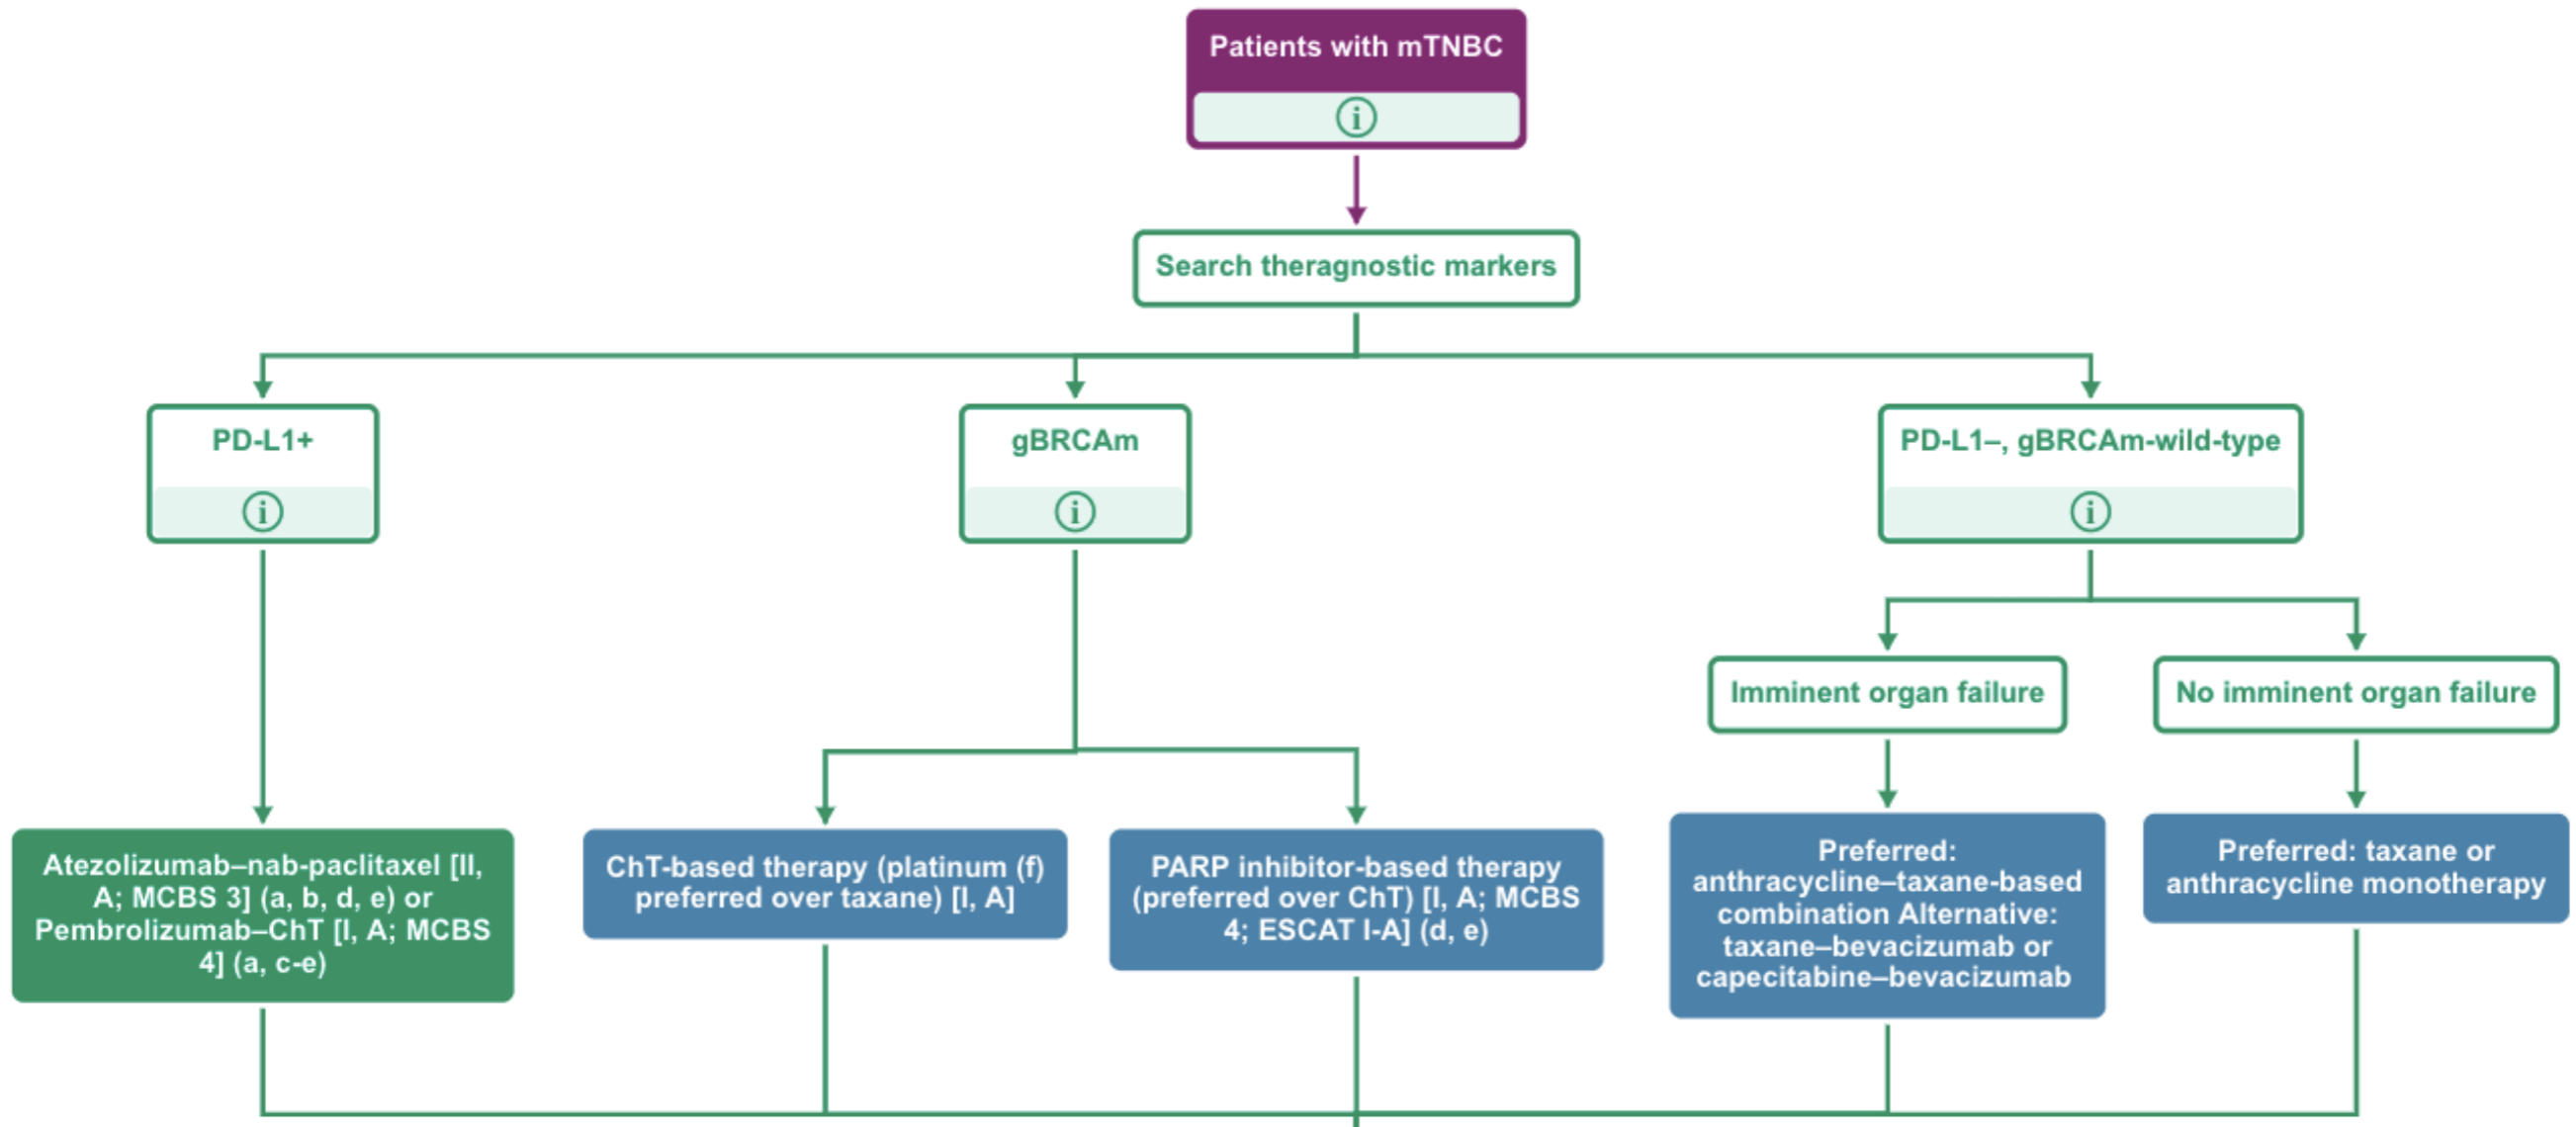 Patients with mTNBC
i
Search theragnostic markers
PD-L1+
i
gBRCAm
i
PD-L1–, gBRCAm-wild-type
i
Imminent organ failure
No imminent organ failure
Atezolizumab–nab-paclitaxel [II,
A; MCBS 3] (a, b, d, e) or
Pembrolizumab–ChT [I, A; MCBS
4] (a, c-e)
ChT-based therapy (platinum (f)
preferred over taxane) [I, A]
PARP inhibitor-based therapy
(preferred over ChT) [I, A; MCBS
4; ESCAT I-A] (d, e)
Preferred:
anthracycline–taxane-based
combination Alternative:
taxane–bevacizumab or
capecitabine–bevacizumab
Preferred: taxane or
anthracycline monotherapy